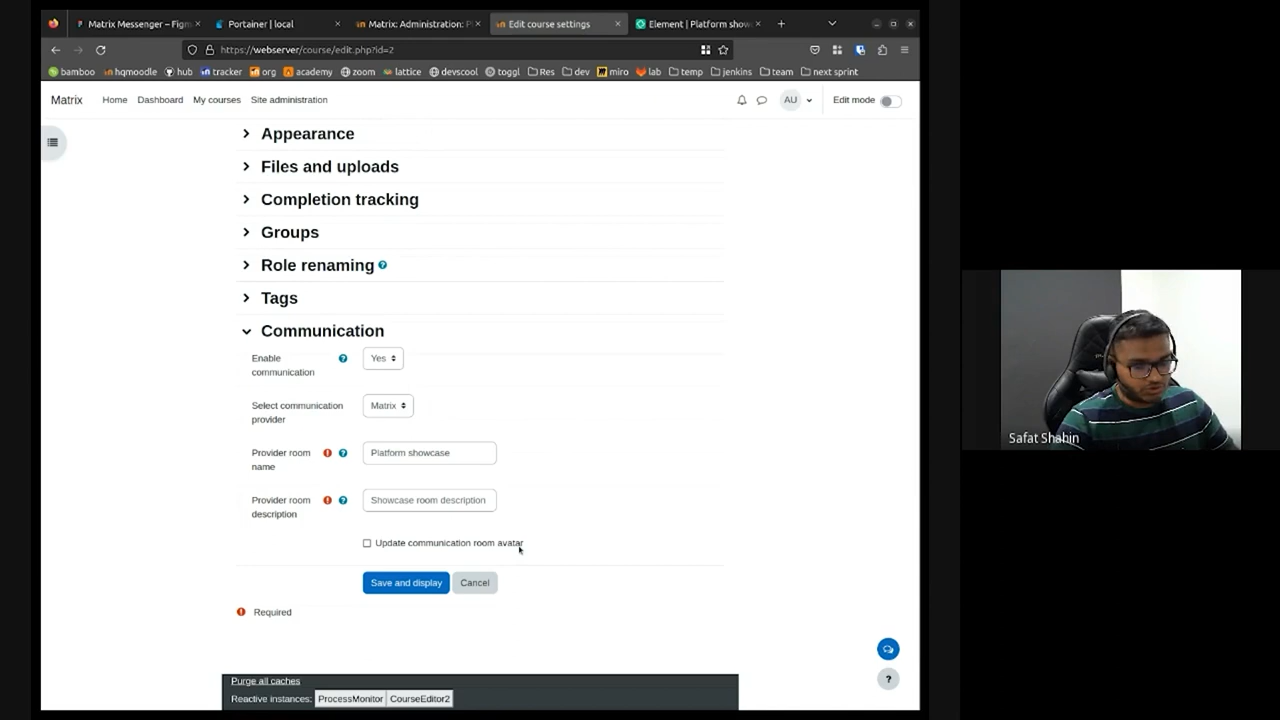 Matrix Messenger – Figm
Portainer | local
Matrix: Administration: Pl
Edit course settings
Element | Platform show
https://webserver/course/edit.php?id=2
bamboo
hqmoodle
hub
tracker
org
academy
zoom
lattice
devscool
toggl
Res
dev
miro
lab
temp
jenkins
team
next sprint
Matrix
Home
Dashboard
My courses
Site administration
AU
Edit mode
Appearance
Files and uploads
Completion tracking
Groups
Role renaming
Tags
Communication
Enable
communication
Yes
Select communication
provider
Matrix
Provider room
name
Platform showcase
Provider room
description
Showcase room description
Update communication room avatar
Save and display
Cancel
Required
Purge all caches
Reactive instances:
ProcessMonitor
CourseEditor2
?
Safat Shahin